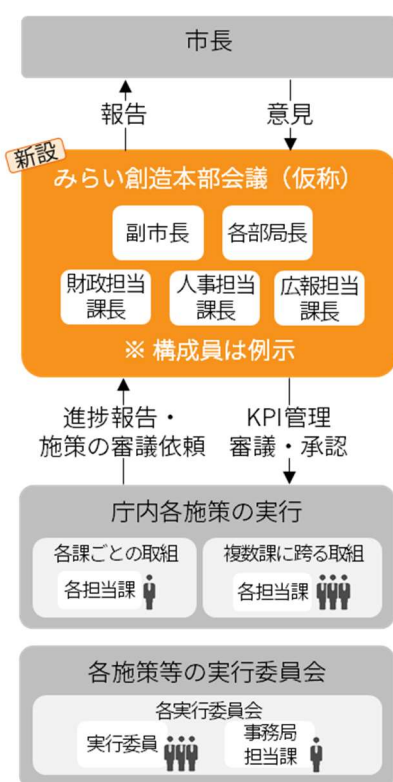 市長
報告
意見
新設
みらい創造本部会議（仮称）
副市長
各部局長
財政担当
課長
人事担当
課長
広報担当
課長
※ 構成員は例示
進捗報告・
施策の審議依頼
KPI管理
審議・承認
庁内各施策の実行
各課ごとの取組
各担当課
複数課に跨る取組
各担当課
各施策等の実行委員会
各実行委員会
実行委員
事務局
担当課